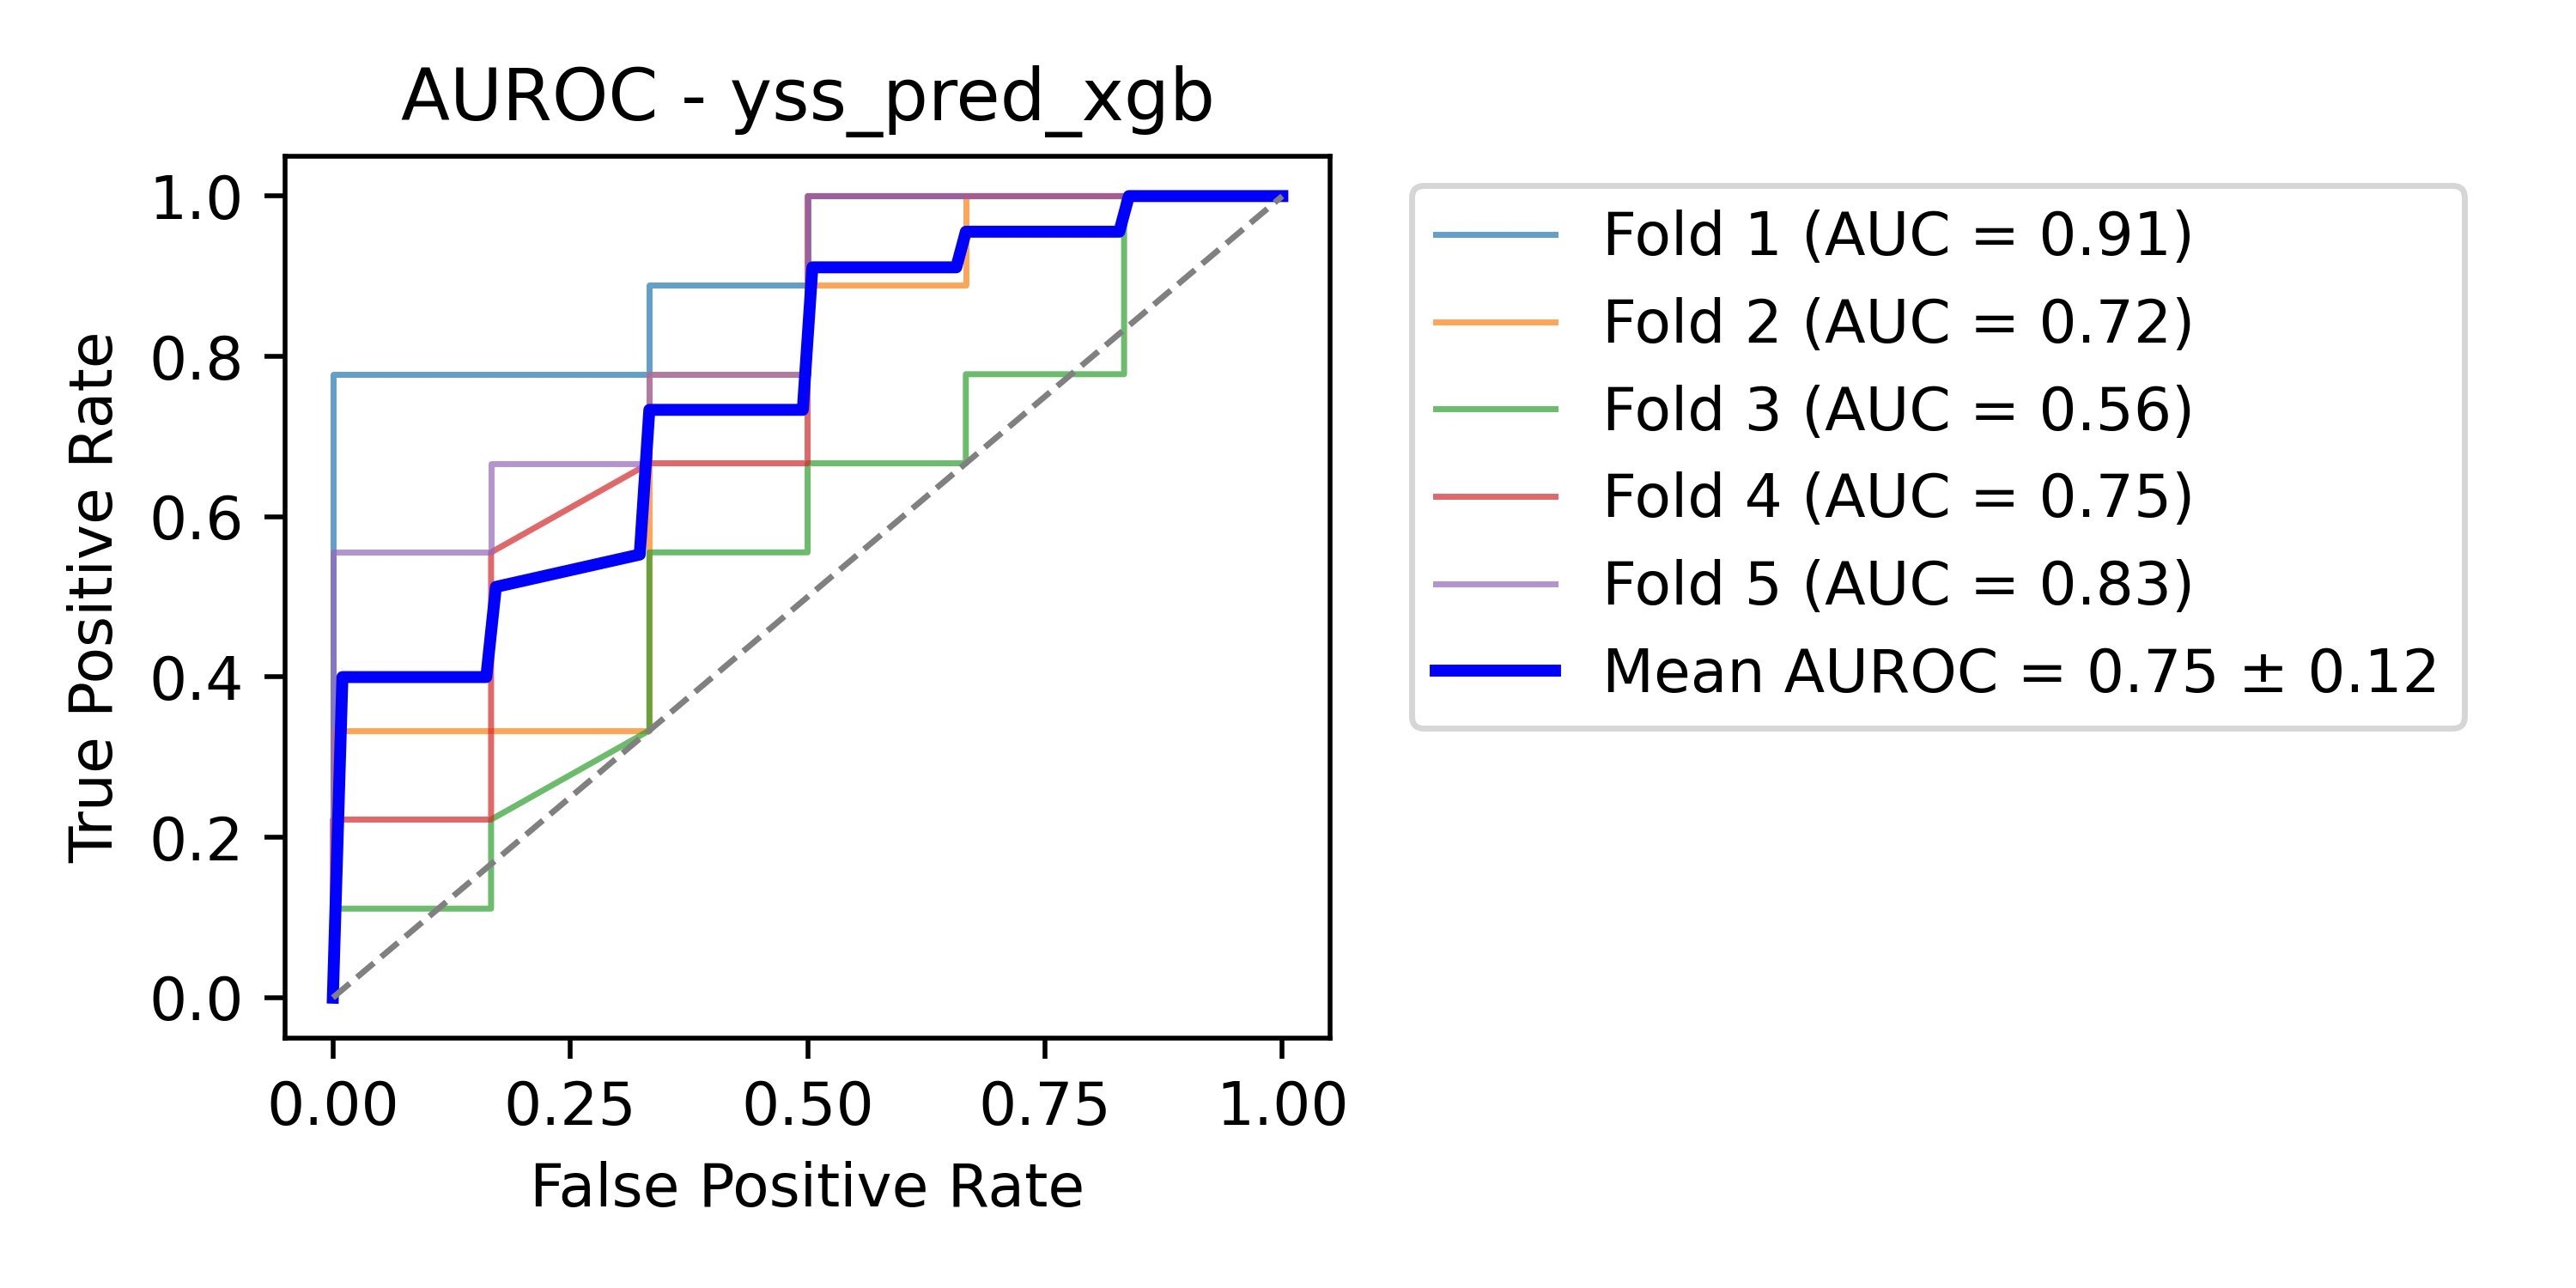 AUROC - yss_pred_xgb
True Positive Rate
1.0
0.8
0.6
0.4
0.2
0.0
0.00 0.25 0.50 0.75 1.00
False Positive Rate
Fold 1 (AUC = 0.91)
Fold 2 (AUC = 0.72)
Fold 3 (AUC = 0.56)
Fold 4 (AUC = 0.75)
Fold 5 (AUC = 0.83)
Mean AUROC = 0.75 ± 0.12